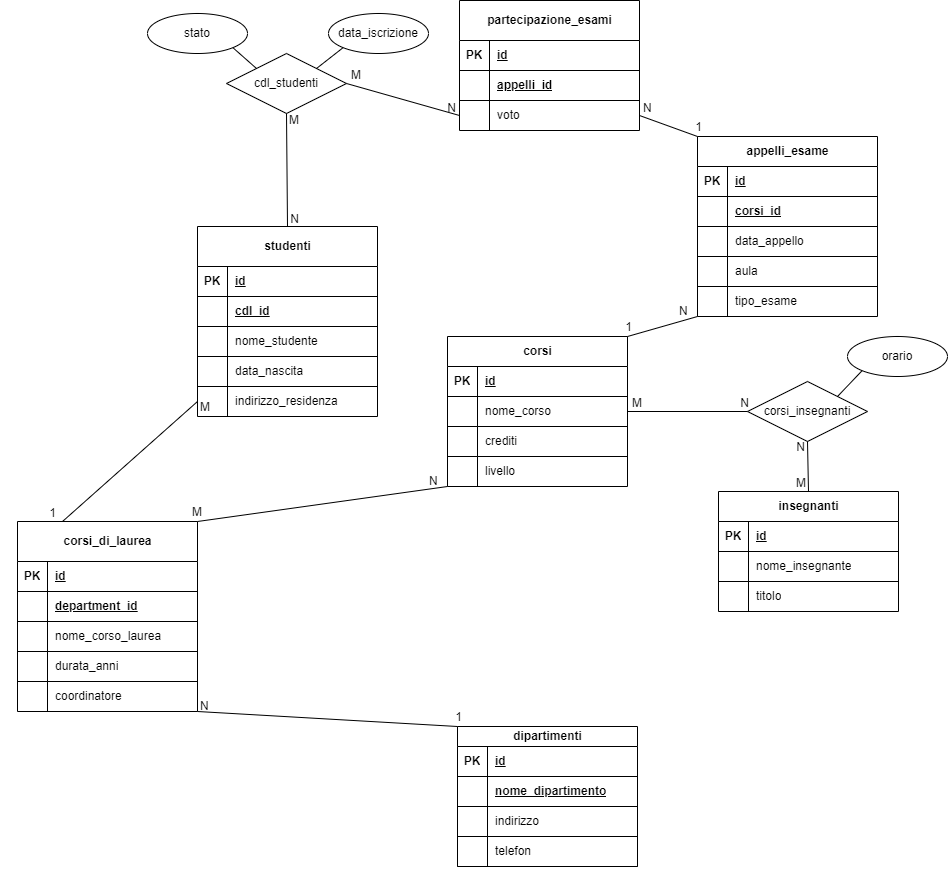 stato
data_iscrizione
cdl_studenti
M
M
N
partecipazione_esami
PK id
appelli_id
voto
N
1
appelli_esame
PK id
corsi_id
data_appello
aula
tipo_esame
N
N
studenti
PK id
cdl_id
nome_studente
data_nascita
indirizzo_residenza
M
1
1
corsi
PK id
nome_corso
crediti
livello
M
N
N
M
orario
corsi_insegnanti
N
M
insegnanti
PK id
nome_insegnante
titolo
corsi_di_laurea
PK id
department_id
nome_corso_laurea
durata_anni
coordinatore
N
1
dipartimenti
PK id
nome_dipartimento
indirizzo
telefon